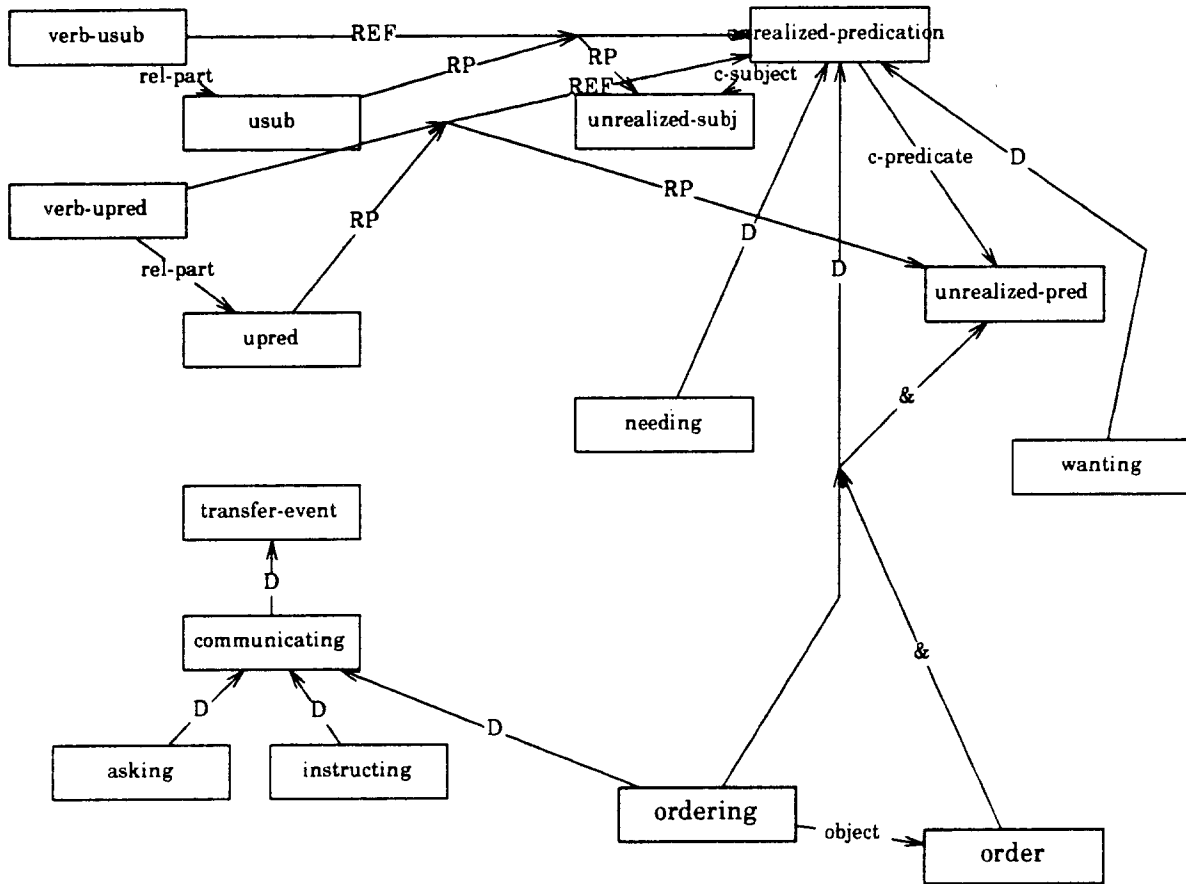 verb-usub
REF
unrealized-predication
RP
RP
rel-part
REF
c-subject
usub
unrealized-subj
c-predicate
D
verb-upred
RP
RP
D
rel-part
D
unrealized-pred
upred
&
needing
wanting
transfer-event
D
communicating
&
D
D
D
asking
instructing
ordering
object
order